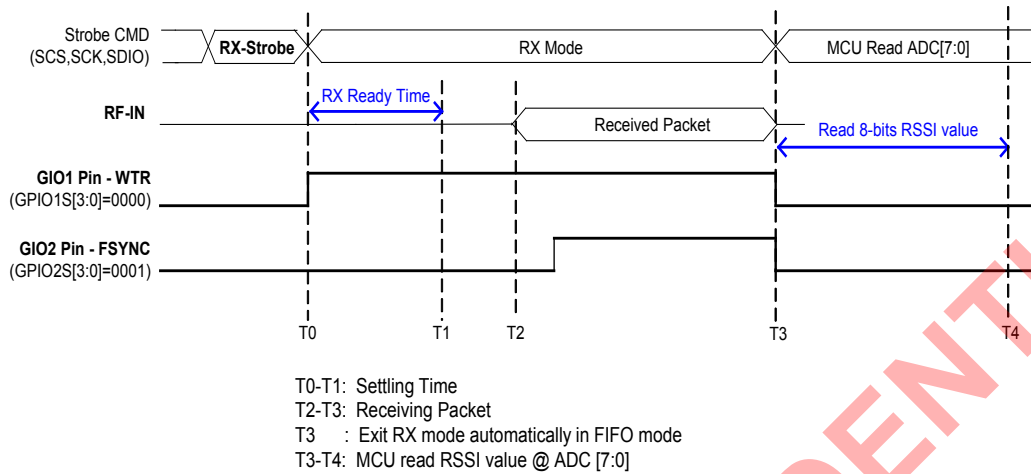 Strobe CMD
(SCS,SCK,SDIO)
RX-Strobe
RX Mode
MCU Read ADC[7:0]
RX Ready Time
RF-IN
Received Packet
Read 8-bits RSSI value
GIO1 Pin - WTR
(GPIO1S[3:0]=0000)
GIO2 Pin - FSYNC
(GPIO2S[3:0]=0001)
T0 T1 T2 T3 T4
T0-T1: Settling Time
T2-T3: Receiving Packet
T3 : Exit RX mode automatically in FIFO mode
T3-T4: MCU read RSSI value @ ADC [7:0]
ENT